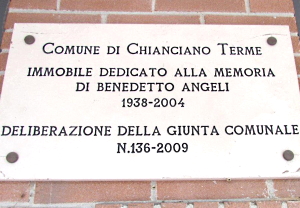 COMUNE DI CHIANCIANO TERME
IMMOBILE DEDICATO ALLA MEMORIA
DI BENEDETTO ANGELI
1938-2004
DELIBERAZIONE DELLA GIUNTA COMUNALE
N.136-2009